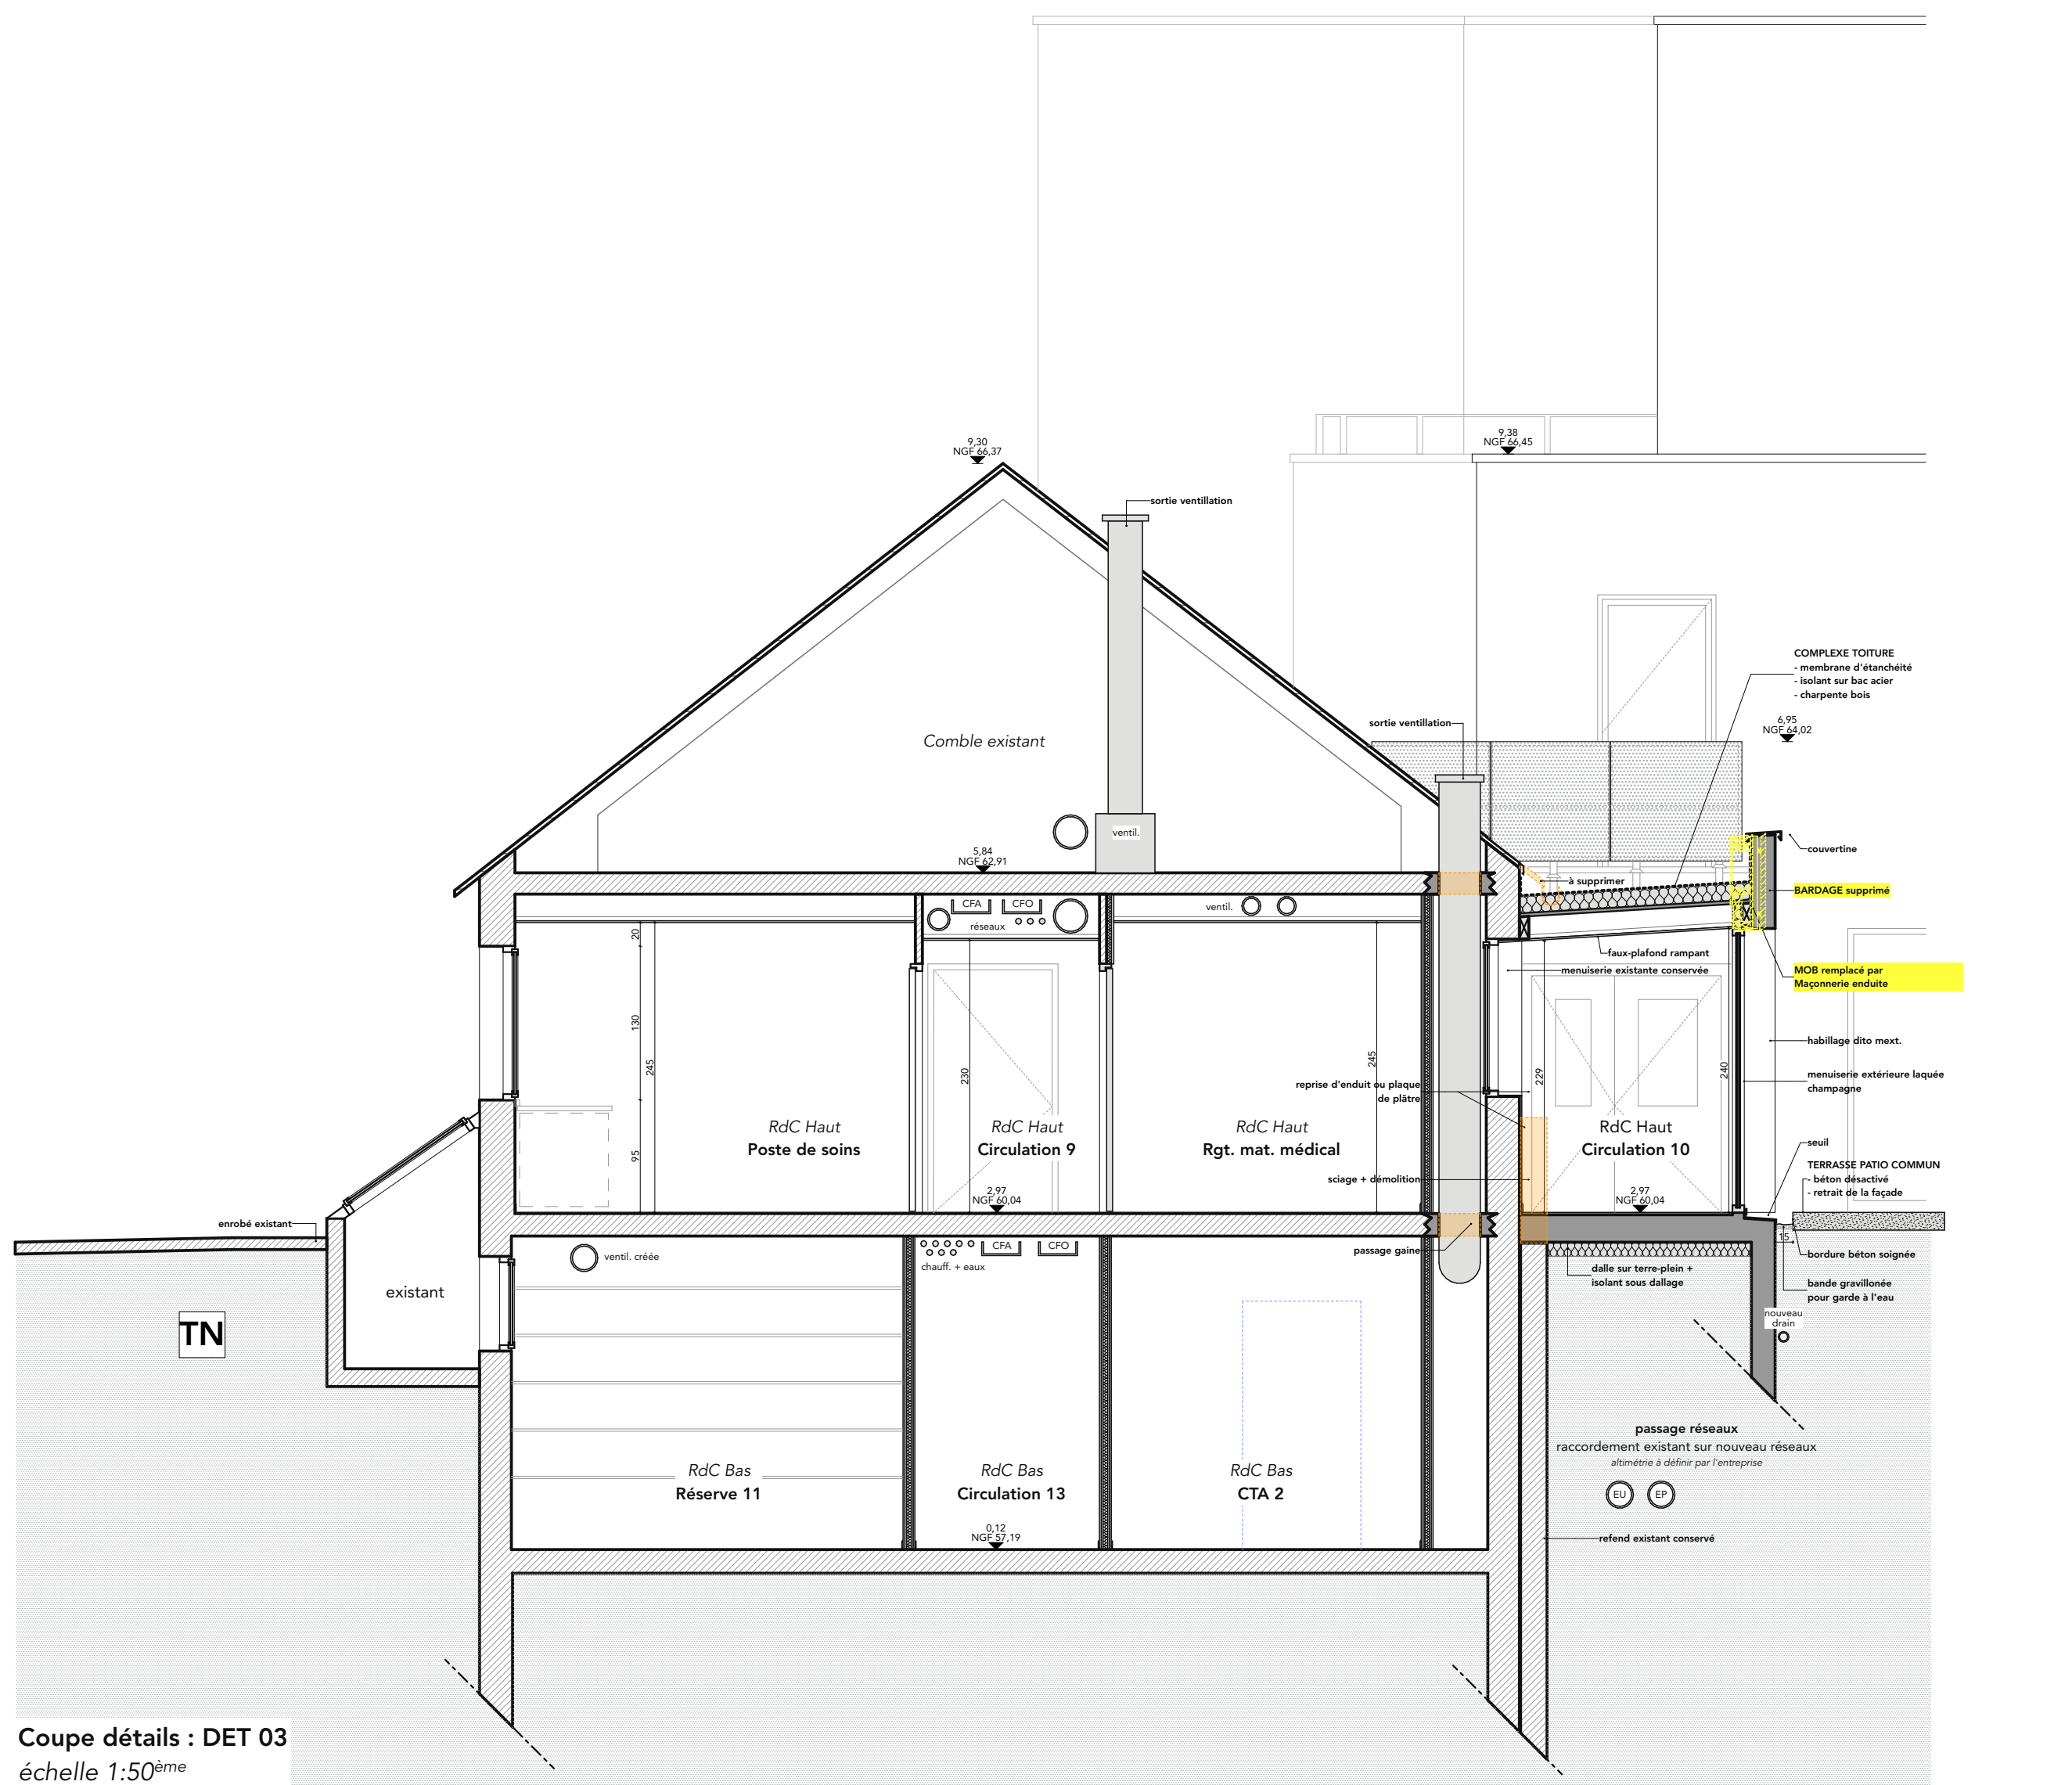 9,30
NGF 66,37
9,38
NGF 66,45
sortie ventillation
COMPLEXE TOITURE
- membrane d'étanchéité
- isolant sur bac acier
- charpente bois
6,95
NGF 64,02
sortie ventillation
Comble existant
ventil.
5,84
NGF 62,91
couvertine
à supprimer
BARDAGE supprimé
CFA
CFO
réseaux
ventil.
20
faux-plafond rampant
menuiserie existante conservée
MOB remplacé par
Maçonnerie enduite
130
245
230
245
229
240
habillage dito mext.
menuiserie extérieure laquée
champagne
reprise d'enduit ou plaque
de plâtre
95
RdC Haut
Poste de soins
RdC Haut
Circulation 9
RdC Haut
Rgt. mat. médical
RdC Haut
Circulation 10
seuil
TERRASSE PATIO COMMUN
- béton désactivé
- retrait de la façade
sciage + démolition
2,97
NGF 60,04
2,97
NGF 60,04
enrobé existant
ventil. créée
CFA
CFO
chauff. + eaux
passage gaine
15
bordure béton soignée
dalle sur terre-plein +
isolant sous dallage
bande gravillonée
pour garde à l'eau
existant
nouveau
drain
TN
passage réseaux
raccordement existant sur nouveau réseaux
altimétrie à définir par l'entreprise
EU
EP
RdC Bas
Réserve 11
RdC Bas
Circulation 13
RdC Bas
CTA 2
0,12
NGF 57,19
refend existant conservé
Coupe détails : DET 03
échelle 1:50ème